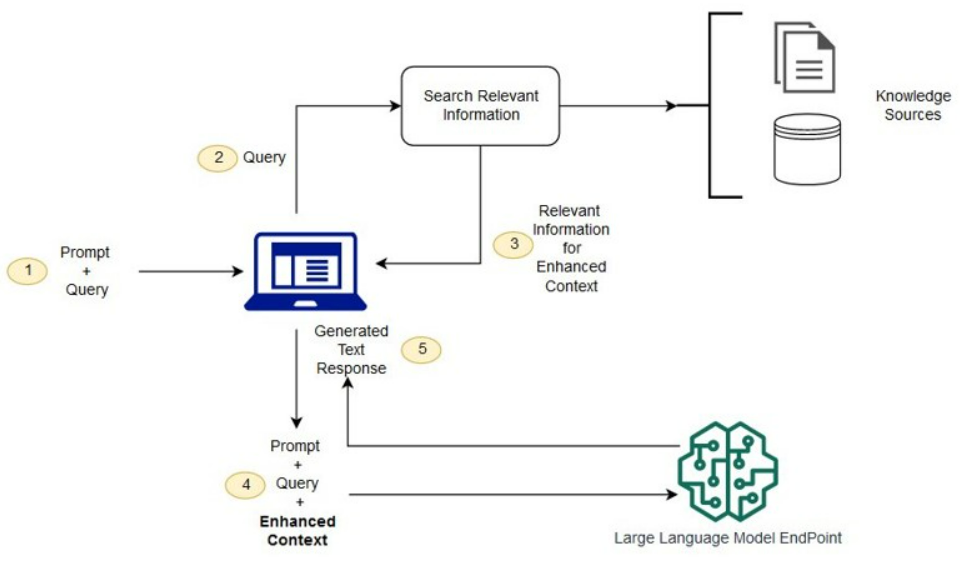 Search Relevant
Information
Knowledge
Sources
2 Query
Relevant
Information
for
Enhanced
Context
3
1
Prompt
+
Query
Generated
Text
Response
5
Prompt
+
Query
+
Enhanced
Context
4
Large Language Model EndPoint